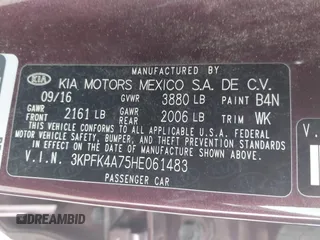 MANUFACTURED BY
KIA KIA MOTORS MEXICO S.A. DE C.V.
09/16 GVWR 3880 LB PAINT B4N
GAWR FRONT 2161 LB GAWR REAR 2006 LB TRIM WK
THIS VEHICLE CONFORMS TO ALL APPLICABLE FEDERAL MOTOR
VEHICLE SAFETY, BUMPER, AND THEFT PREVENTION STANDARDS IN
EFFECT ON THE DATE OF MANUFACTURE SHOWN ABOVE.
V.I.N. 3KPFK4A75HE061483
PASSENGER CAR
DREAMBID